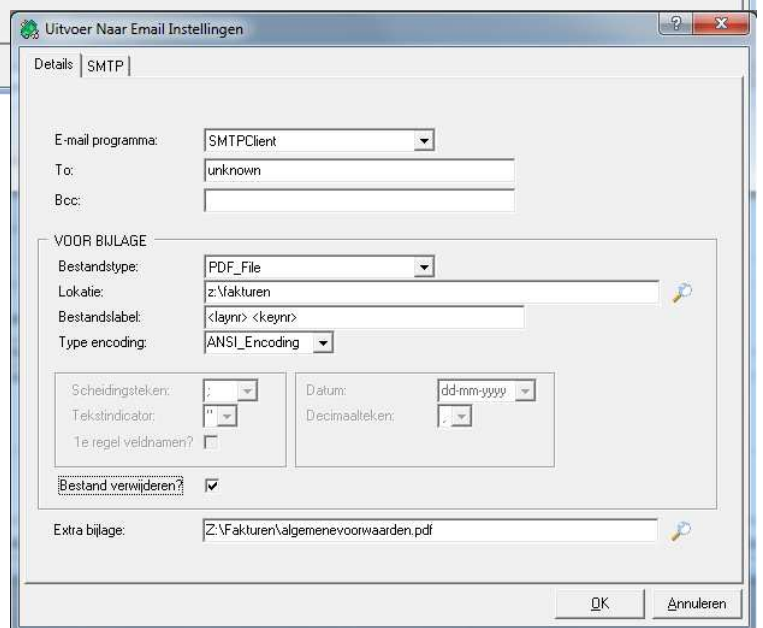 Uitvoer Naar Email Instellingen
Details SMTP
E-mail programma: SMTPClient
To: unknown
Bcc:
VOOR BIJLAGE
Bestandstype: PDF_File
Lokatie: z:\fakturen
Bestandslabel: <laynr> <keynr>
Type encoding: ANSI_Encoding
Scheidingsteken: ; Datum: dd-mm-yyyy
Tekstindicator: " Decimaalteken: ,
1e regel veldnamen?
Bestand verwijderen?
Extra bijlage: Z:\Fakturen\algemenevoorwaarden.pdf
OK Annuleren